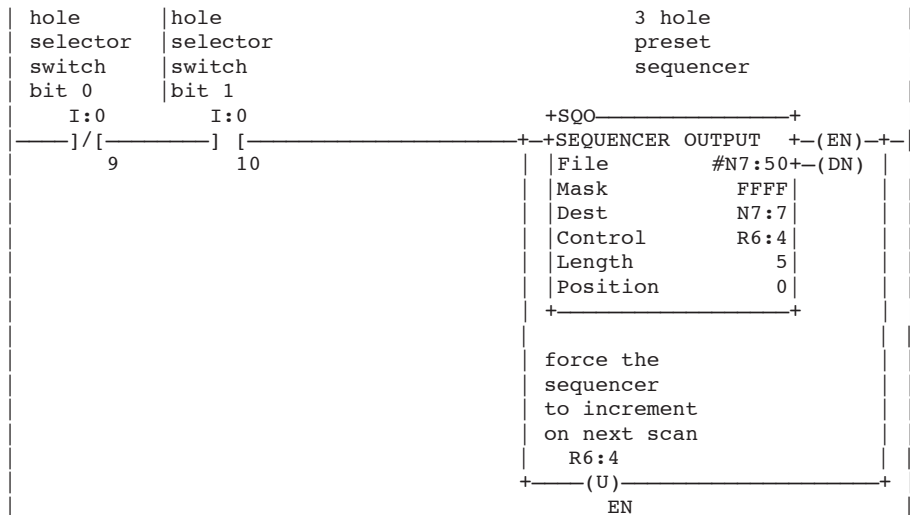 hole |hole 3 hole
selector |selector preset
switch |switch sequencer
bit 0 |bit 1
I:0 I:0 +SQO——————————————————+
—————]/[—————————] [————————————————————————+—+SEQUENCER OUTPUT +—(EN)—+—
9 10 | |File #N7:50+—(DN) |
|Mask FFFF|
|Dest N7:7|
|Control R6:4|
|Length 5|
|Position 0|
+——————————————————+
force the
sequencer
to increment
on next scan
R6:4
+————(U)————————————————————+
EN